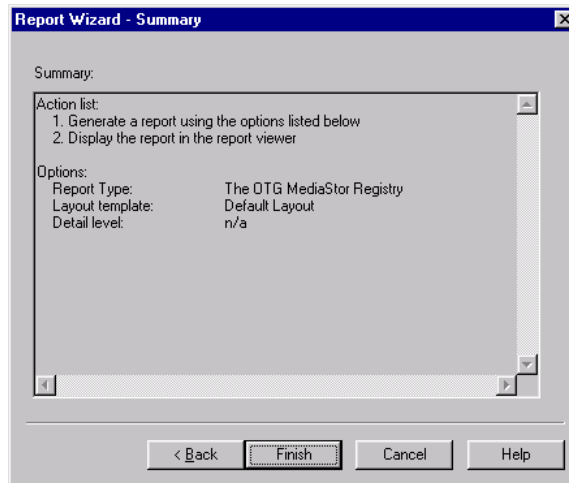 Report Wizard - Summary
Summary:
Action list:
1. Generate a report using the options listed below
2. Display the report in the report viewer
Options:
Report Type: The OTG MediaStor Registry
Layout template: Default Layout
Detail level: n/a
< Back Finish Cancel Help